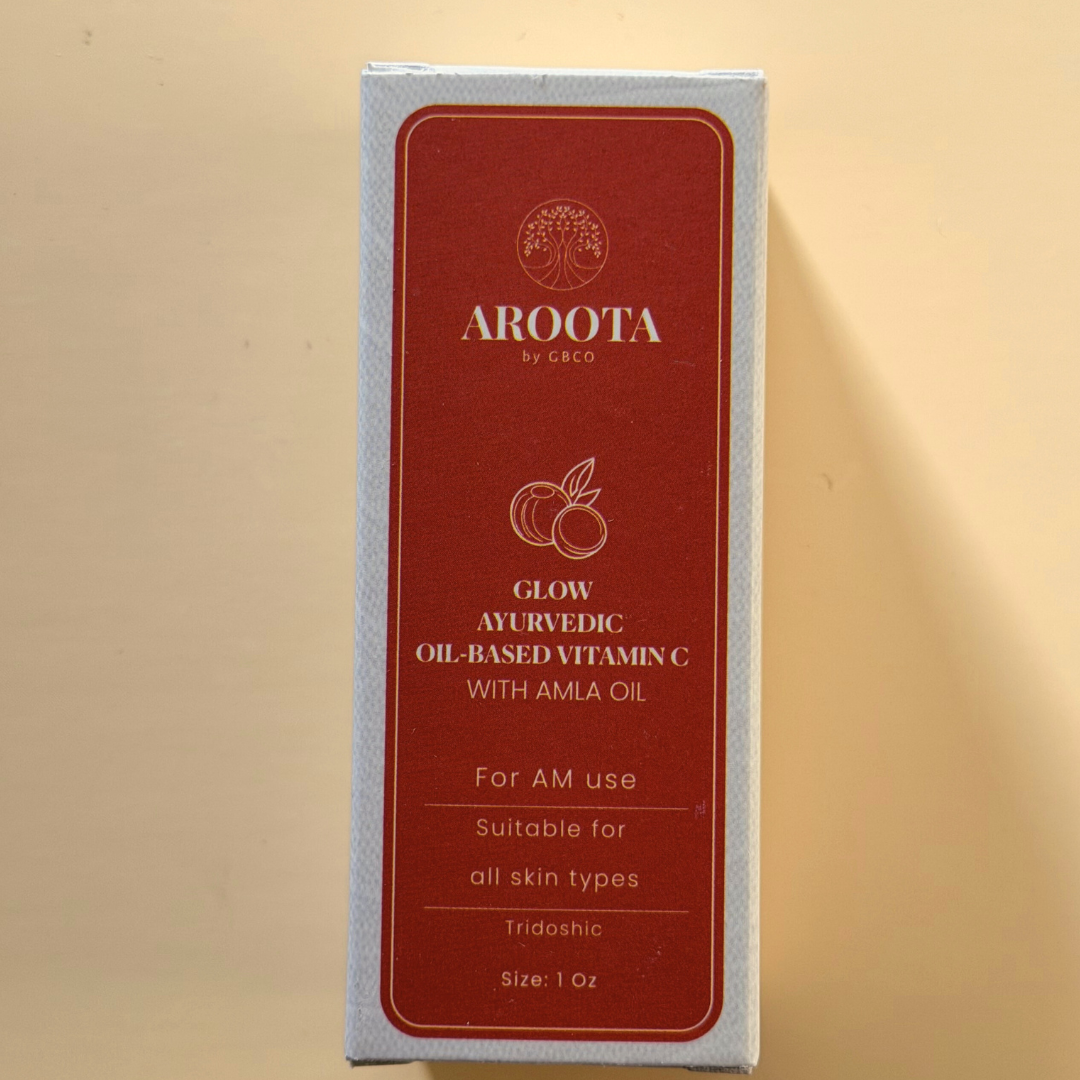 AROOTA
by GBCO
GLOW
AYURVEDIC
OIL-BASED VITAMIN C
WITH AMLA OIL
For AM use
Suitable for
all skin types
Tridoshic
Size: 1 Oz